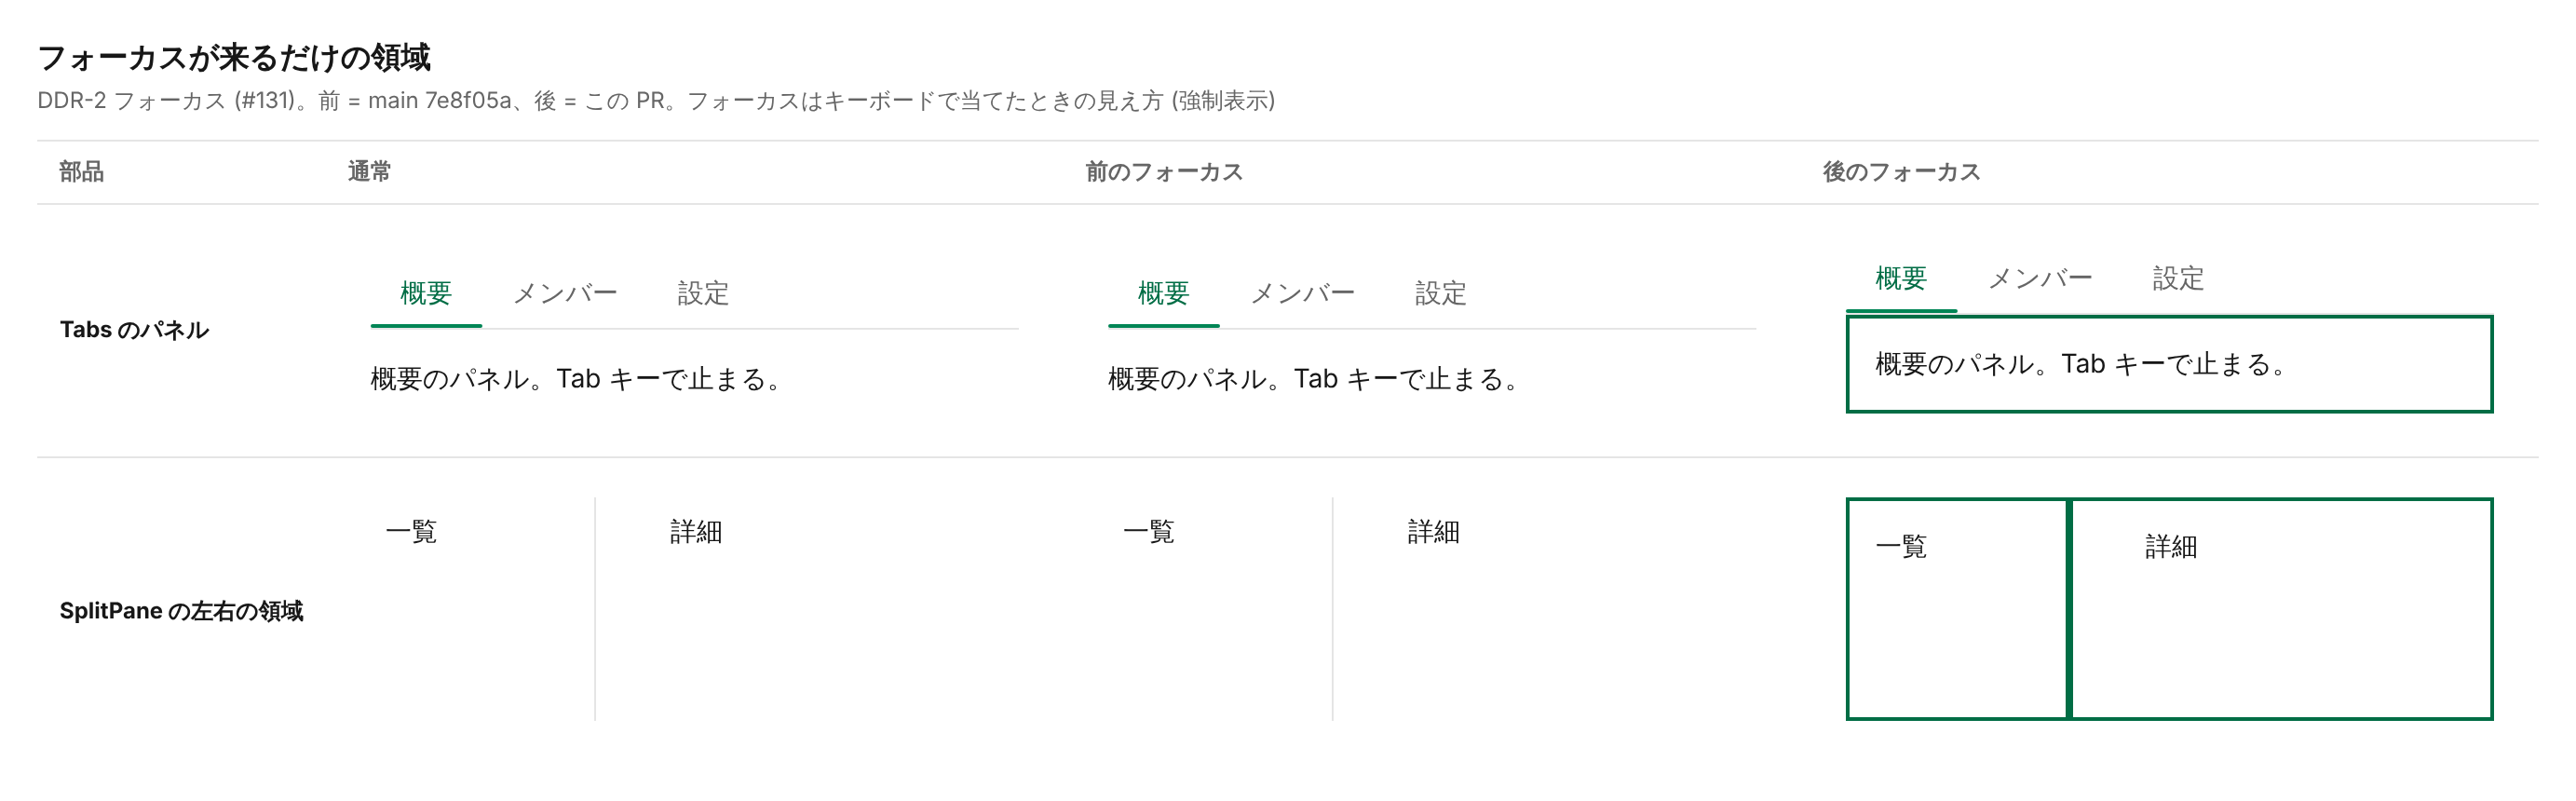 フォーカスが来るだけの領域
DDR-2 フォーカス (#131)。前 = main 7e8f05a、後 = この PR。フォーカスはキーボードで当てたときの見え方 (強制表示)
部品 通常 前のフォーカス 後のフォーカス
概要 メンバー 設定 概要 メンバー 設定 概要 メンバー 設定
Tabs のパネル
概要のパネル。Tab キーで止まる。 概要のパネル。Tab キーで止まる。 概要のパネル。Tab キーで止まる。
一覧 詳細 一覧 詳細 一覧 詳細
SplitPane の左右の領域